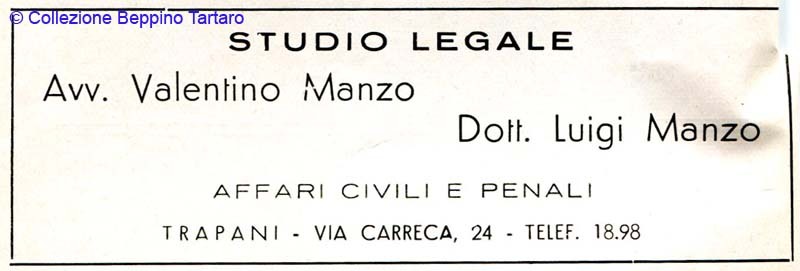 © Collezione Beppino Tartaro
STUDIO LEGALE
Avv. Valentino Manzo
Dott. Luigi Manzo
AFFARI CIVILI E PENALI
TRAPANI - VIA CARRECA, 24 - TELEF. 18.98